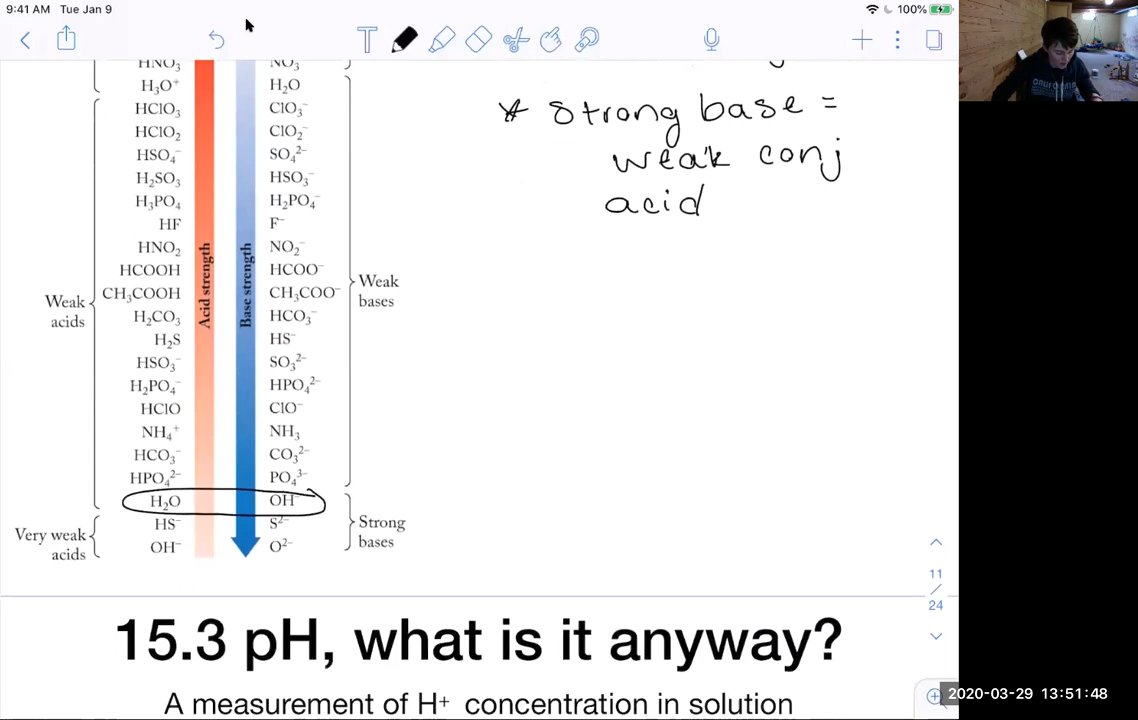 9:41 AM Tue Jan 9
100%
HNO3 NO3
H3O+ H2O
HClO3 ClO3−
HClO2 ClO2−
HSO4− SO4 2−
H2SO3 HSO3−
H3PO4 H2PO4−
HF F−
HNO2 NO2−
HCOOH HCOO−
CH3COOH CH3COO−
H2CO3 HCO3−
H2S HS−
HSO3− SO3 2−
H2PO4− HPO4 2−
HClO ClO−
NH4+ NH3
HCO3− CO3 2−
HPO4 2− PO4 3−
H2O OH−
HS− S2−
OH− O2−
Weak
acids
Very weak
acids
Acid strength
Base strength
Weak
bases
Strong
bases
* strong base =
weak conj
acid
11
/
24
15.3 pH, what is it anyway?
A measurement of H+ concentration in solution
2020-03-29 13:51:48